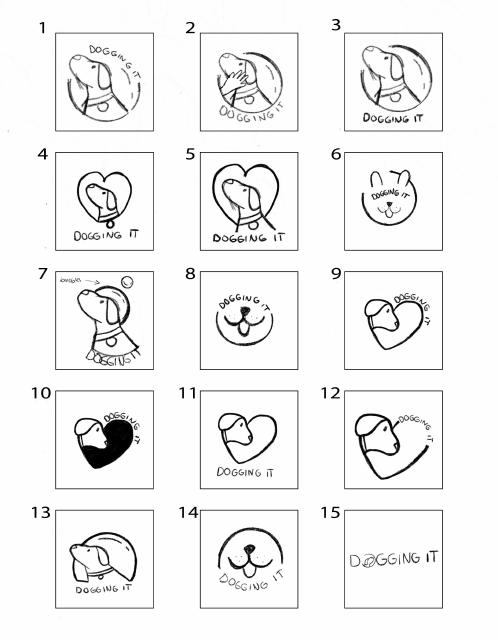 1
DOGGING IT
2
DOGGING IT
3
DOGGING IT
4
DOGGING IT
5
DOGGING IT
6
DOGGING IT
7
DOGGING IT
8
DOGGING IT
9
DOGGING IT
10
DOGGING IT
11
DOGGING IT
12
DOGGING IT
13
DOGGING IT
14
DOGGING IT
15
DOGGING IT